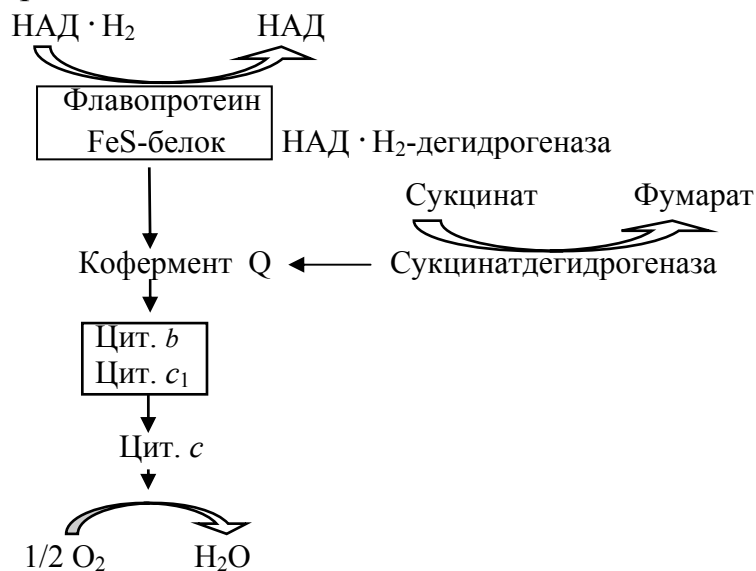 НАД · H₂ НАД
Флавопротеин
FeS-белок НАД · H₂-дегидрогеназа
Сукцинат Фумарат
Кофермент Q Сукцинатдегидрогеназа
Цит. b
Цит. c₁
Цит. c
1/2 O₂ H₂O